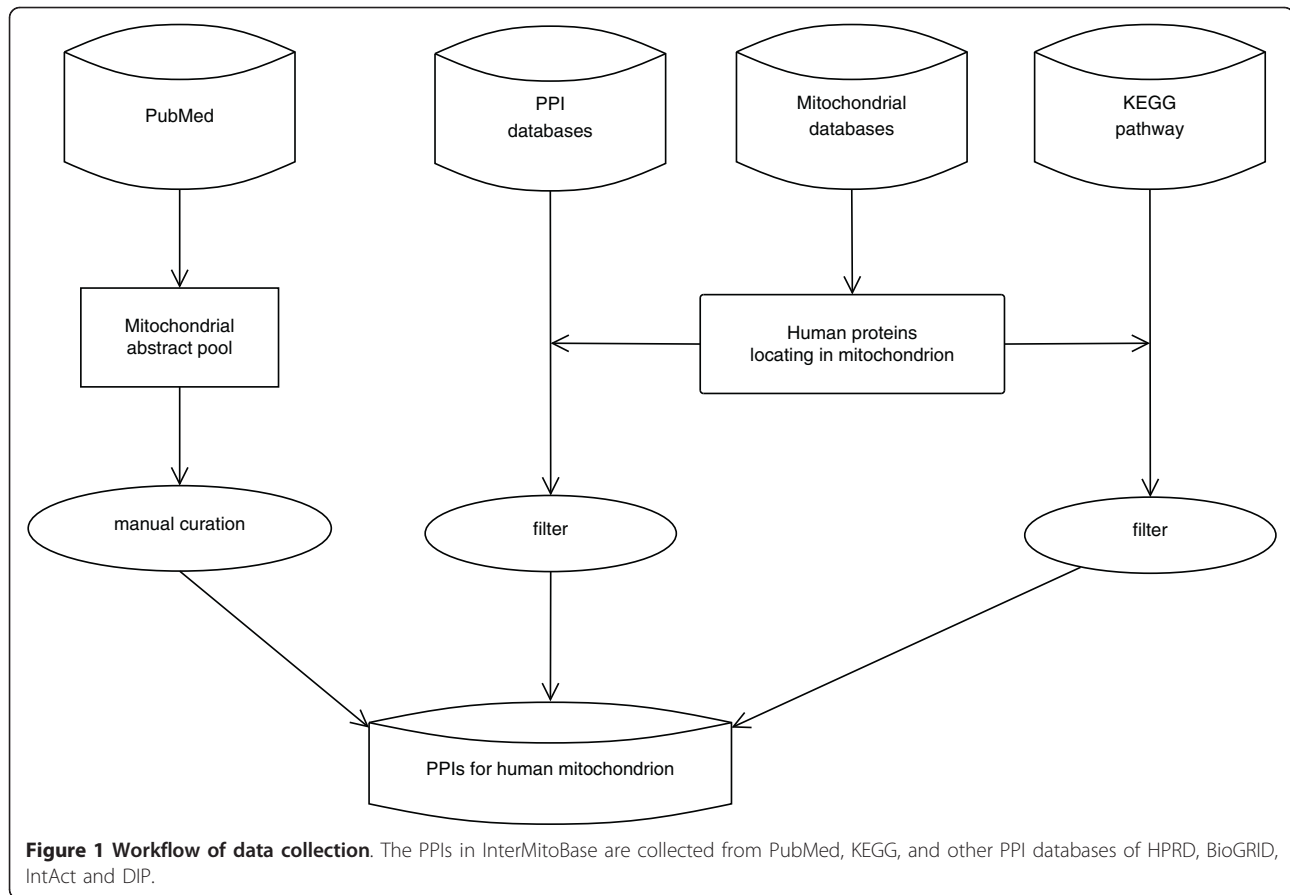 PubMed
PPI
databases
Mitochondrial
databases
KEGG
pathway
Mitochondrial
abstract pool
Human proteins
locating in mitochondrion
manual curation
filter
filter
PPIs for human mitochondrion
Figure 1 Workflow of data collection. The PPIs in InterMitoBase are collected from PubMed, KEGG, and other PPI databases of HPRD, BioGRID,
IntAct and DIP.